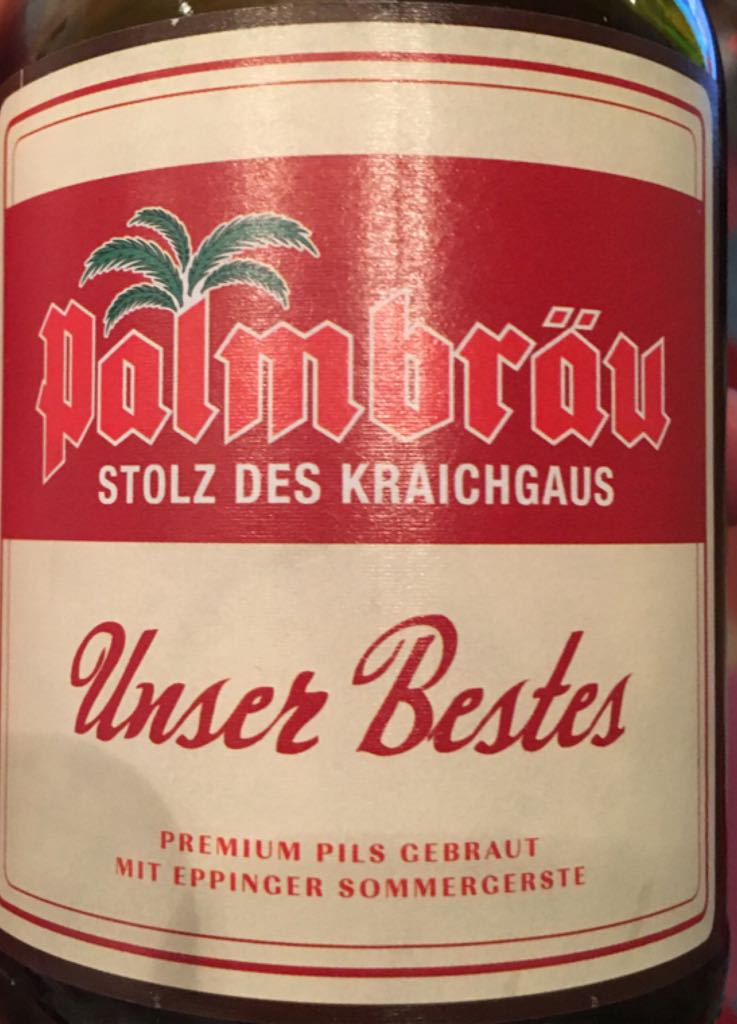 Palmbräu
STOLZ DES KRAICHGAUS
Unser Bestes
PREMIUM PILS GEBRAUT
MIT EPPINGER SOMMERGERSTE